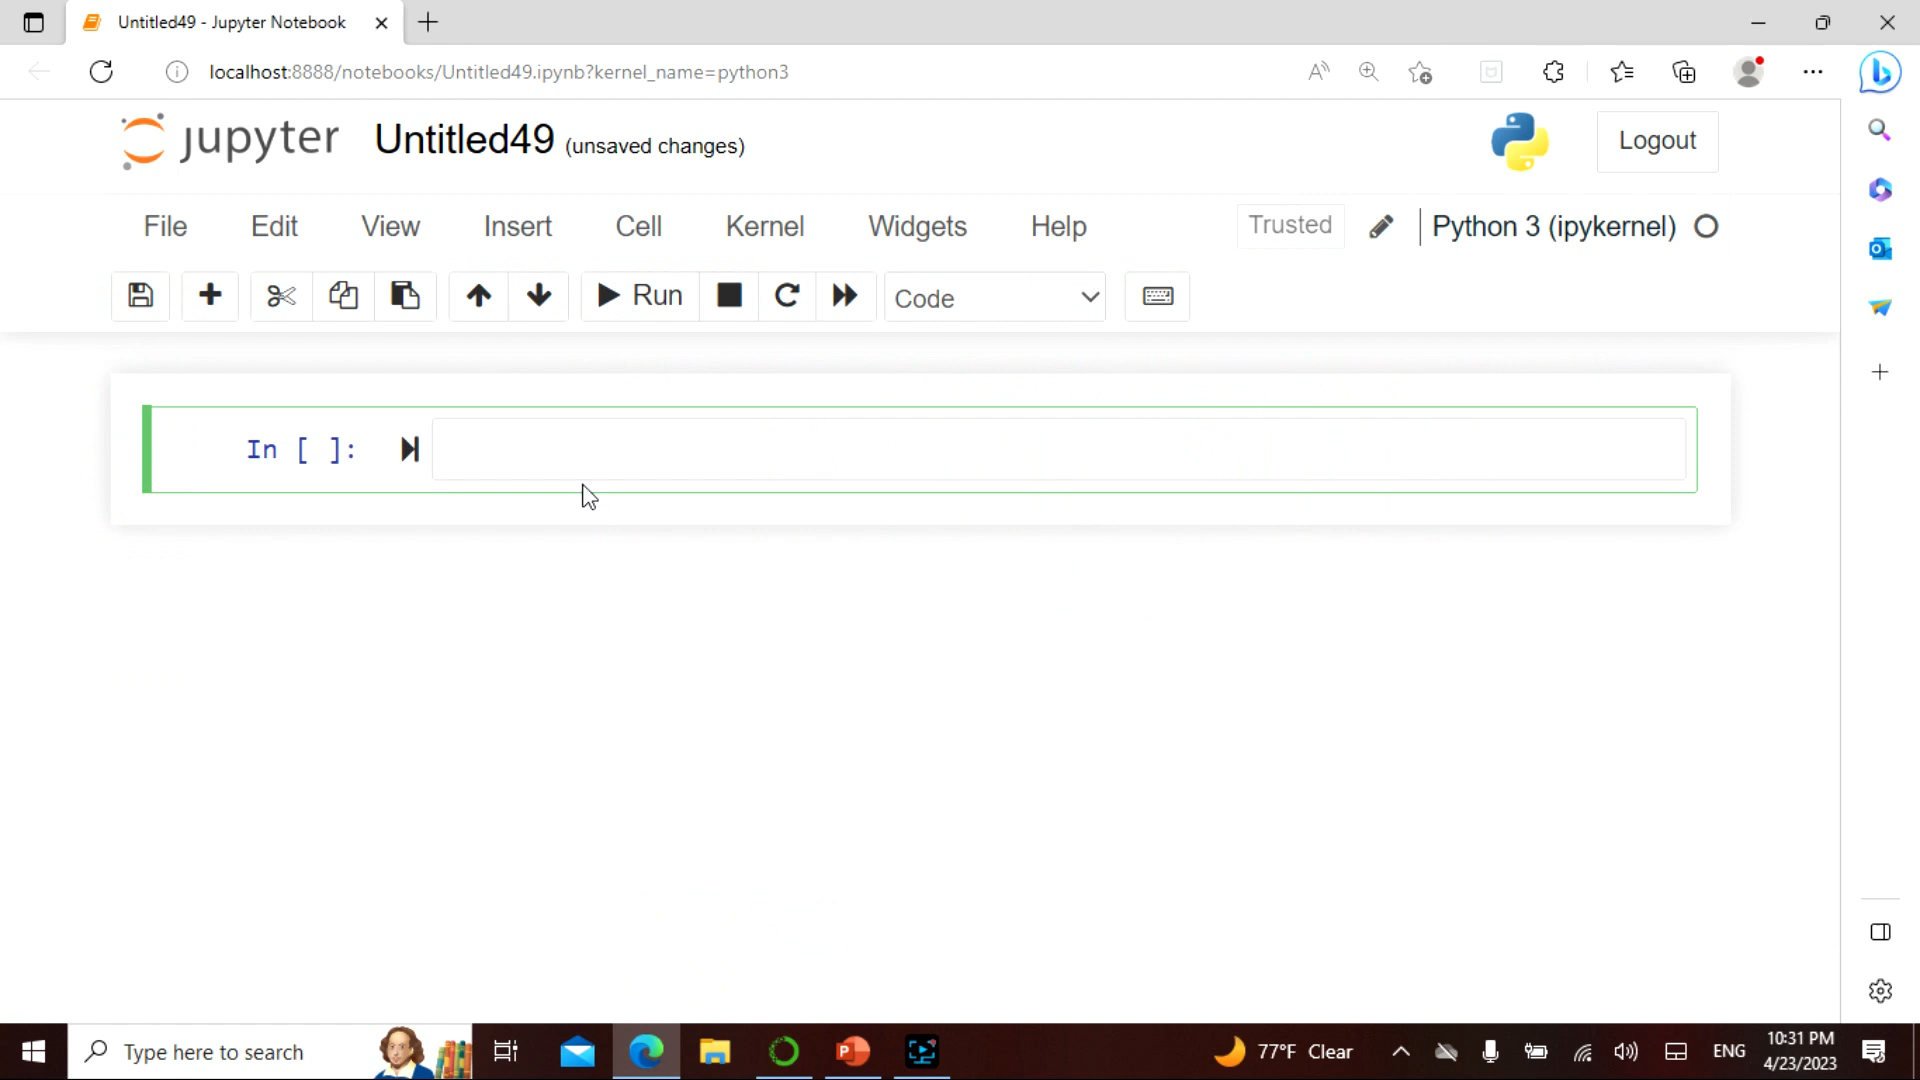 Untitled49 - Jupyter Notebook
localhost:8888/notebooks/Untitled49.ipynb?kernel_name=python3
jupyter Untitled49 (unsaved changes)
Logout
File Edit View Insert Cell Kernel Widgets Help Trusted Python 3 (ipykernel)
Run Code
In [ ]:
Type here to search
77°F Clear
ENG
10:31 PM
4/23/2023